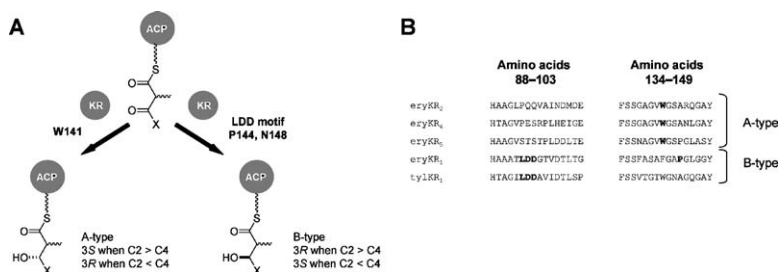 A
B
ACP
S
O
O
X
KR
KR
W141
LDD motif
P144, N148
ACP
S
O
HO
X
A-type
3S when C2 > C4
3R when C2 < C4
ACP
S
O
HO
X
B-type
3R when C2 > C4
3S when C2 < C4
Amino acids
88–103
Amino acids
134–149
eryKR2 HAAGLPQQVAINDMDE FSSGAGVWGSARQGAY
eryKR4 HTAGVPESRPLHEIGE FSSGAGVWGSANLGAY
eryKR5 HAAGVSTSTPLDDLTE FSSNAGVWGSPGLASY
A-type
eryKR1 HAAATLDDGTVDTLTG FSSFASAFGAPGLGGY
tylKR1 HTAGILDDAVIDTLSP FSSVTGTWGNAGQGAY
B-type